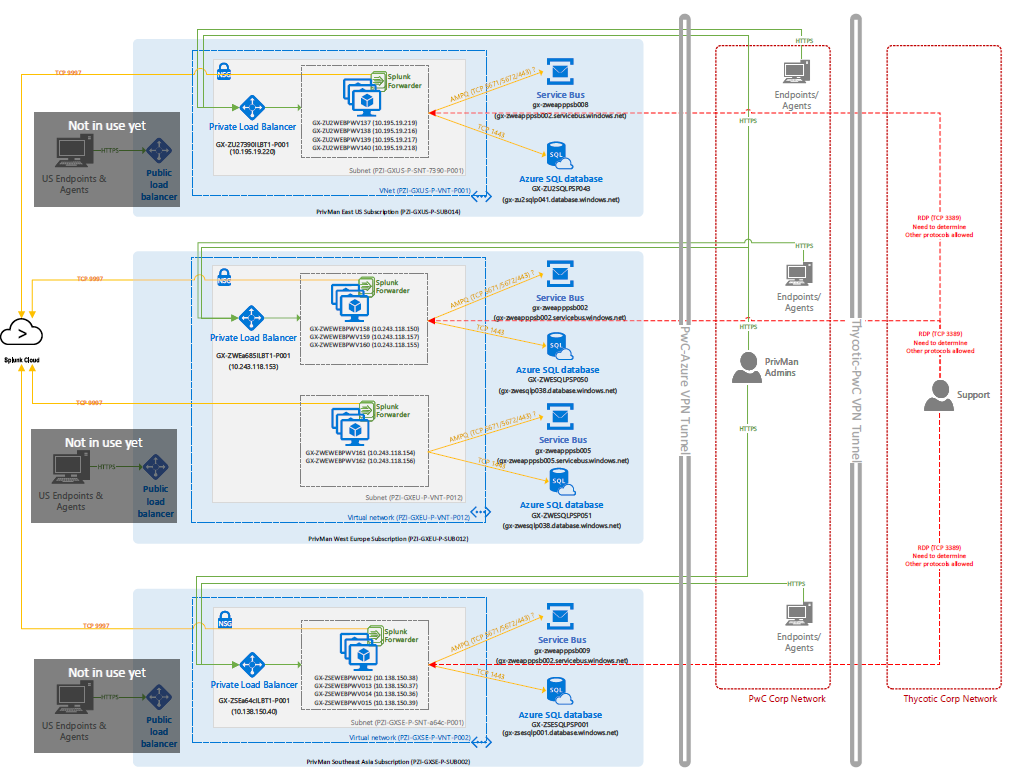 HTTPS
TCP 9997
NSG
Splunk
Forwarder
Private Load Balancer
GX-ZU27390ILBT1-P001
(10.195.19.220)
GX-ZU2WEBPWV137 (10.195.19.219)
GX-ZU2WEBPWV138 (10.195.19.216)
GX-ZU2WEBPWV139 (10.195.19.217)
GX-ZU2WEBPWV140 (10.195.19.218)
Subnet (PZI-GXUS-P-SNT-7390-P001)
VNet (PZI-GXUS-P-VNT-P001)
PrivMan East US Subscription (PZI-GXUS-P-SUB014)
AMPQ (TCP 5671/5672/443) ?
TCP 1443
Service Bus
gx-zweapppsb008
(gx-zweapppsb002.servicebus.windows.net)
SQL
Azure SQL database
GX-ZU2SQLPSP043
(gx-zu2sqlp041.database.windows.net)
Not in use yet
HTTPS
US Endpoints &
Agents
Public
load
balancer
Endpoints/
Agents
HTTPS
RDP (TCP 3389)
Need to determine
Other protocols allowed
HTTPS
TCP 9997
NSG
Splunk
Forwarder
Private Load Balancer
GX-ZWEa685ILBT1-P001
(10.243.118.153)
GX-ZWEWEBPWV158 (10.243.118.150)
GX-ZWEWEBPWV159 (10.243.118.157)
GX-ZWEWEBPWV160 (10.243.118.155)
AMPQ (TCP 5671/5672/443) ?
TCP 1443
Service Bus
gx-zweapppsb002
(gx-zweapppsb002.servicebus.windows.net)
SQL
Azure SQL database
GX-ZWESQLPSP050
(gx-zwesqlp038.database.windows.net)
Endpoints/
Agents
HTTPS
RDP (TCP 3389)
Need to determine
Other protocols allowed
Splunk Cloud
PwC-Azure VPN Tunnel
Thycotic-PwC VPN Tunnel
PrivMan
Admins
Support
TCP 9997
Splunk
Forwarder
GX-ZWEWEBPWV161 (10.243.118.154)
GX-ZWEWEBPWV162 (10.243.118.156)
AMPQ (TCP 5671/5672/443) ?
TCP 1443
Service Bus
gx-zweapppsb005
(gx-zweapppsb005.servicebus.windows.net)
SQL
Azure SQL database
GX-ZWESQLPSP051
(gx-zwesqlp038.database.windows.net)
Subnet (PZI-GXEU-P-VNT-P012)
Virtual network (PZI-GXEU-P-VNT-P012)
PrivMan West Europe Subscription (PZI-GXEU-P-SUB012)
Not in use yet
HTTPS
US Endpoints &
Agents
Public
load
balancer
HTTPS
RDP (TCP 3389)
Need to determine
Other protocols allowed
HTTPS
TCP 9997
NSG
Splunk
Forwarder
Private Load Balancer
GX-ZSEa64cILBT1-P001
(10.138.150.40)
GX-ZSEWEBPWV012 (10.138.150.38)
GX-ZSEWEBPWV013 (10.138.150.37)
GX-ZSEWEBPWV014 (10.138.150.36)
GX-ZSEWEBPWV015 (10.138.150.39)
Subnet (PZI-GXSE-P-SNT-a64c-P001)
Virtual network (PZI-GXSE-P-VNT-P002)
PrivMan Southeast Asia Subscription (PZI-GXSE-P-SUB002)
AMPQ (TCP 5671/5672/443) ?
TCP 1443
Service Bus
gx-zweapppsb009
(gx-zweapppsb002.servicebus.windows.net)
SQL
Azure SQL database
GX-ZSESQLPSP001
(gx-zsesqlp001.database.windows.net)
Not in use yet
HTTPS
US Endpoints &
Agents
Public
load
balancer
Endpoints/
Agents
PwC Corp Network
Thycotic Corp Network